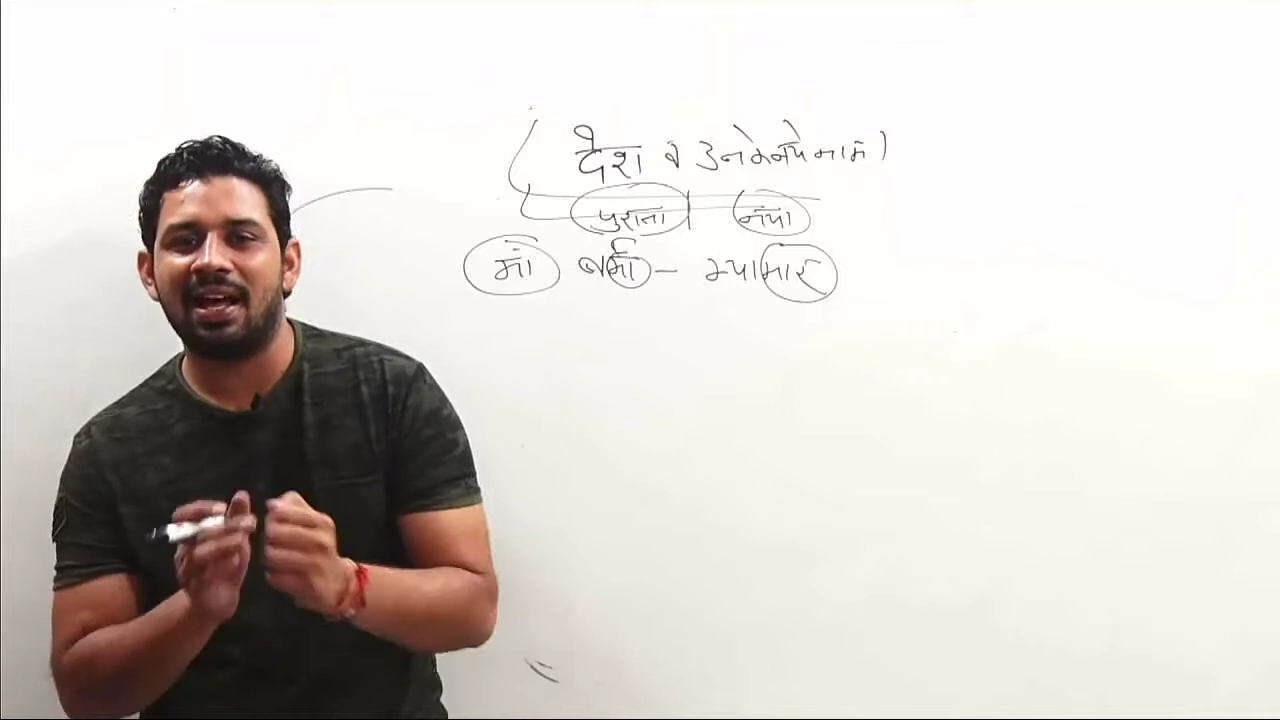 देश व उनके नये नाम।
पुराना नया
माँ बर्मा – म्यामार